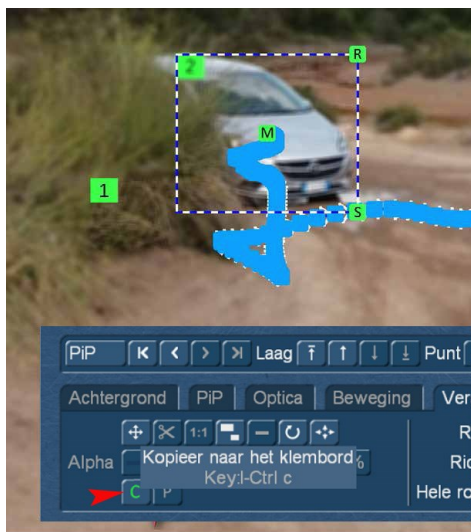 2
R
M
1
S
PiP Laag Punt
Achtergrond PiP Optica Beweging Ver
1:1 R
Alpha Kopieer naar het klembord % Ric
Key:l-Ctrl c
C P Hele ro